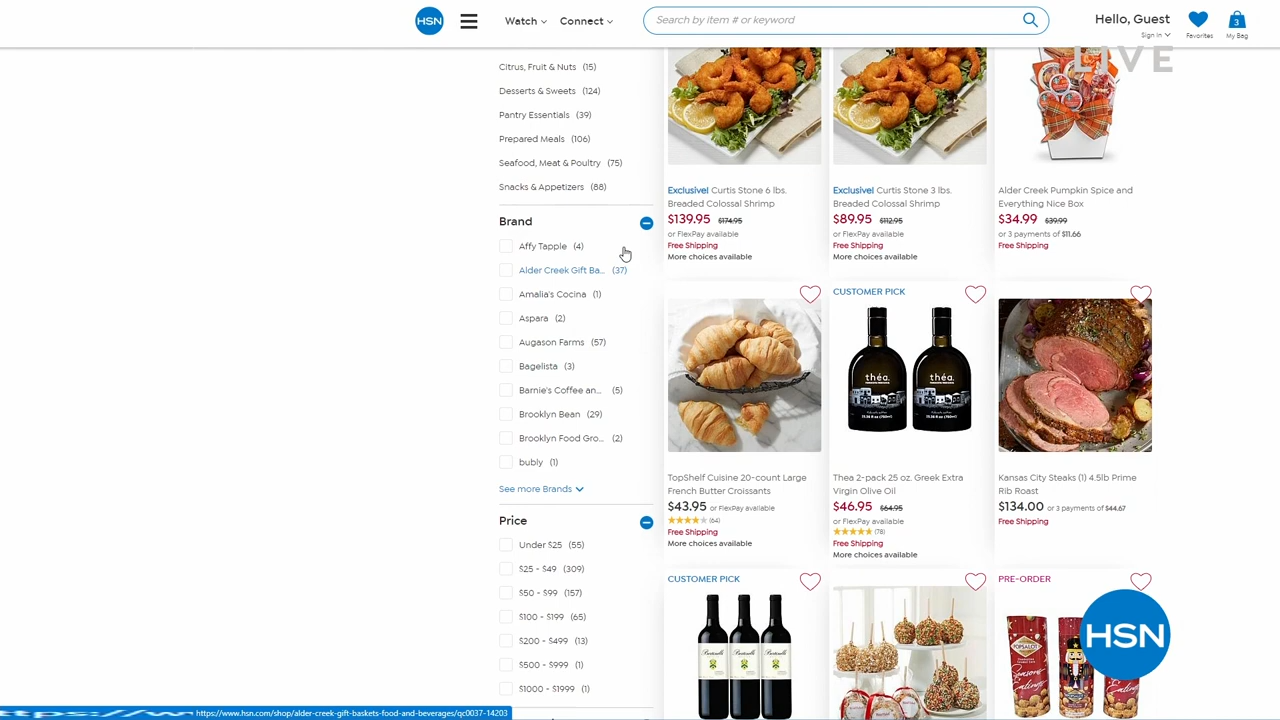 HSN
Watch
Connect
Search by item # or keyword
Hello, Guest
Sign in
Favorites
3
My Bag
LIVE
Citrus, Fruit & Nuts (15)
Desserts & Sweets (124)
Pantry Essentials (39)
Prepared Meals (106)
Seafood, Meat & Poultry (75)
Snacks & Appetizers (88)
Brand
Affy Tapple (4)
Alder Creek Gift Ba... (37)
Amalia's Cocina (1)
Aspara (2)
Augason Farms (57)
Bagelista (3)
Barnie's Coffee an... (5)
Brooklyn Bean (29)
Brooklyn Food Gro... (2)
bubly (1)
See more Brands
Price
Under $25 (55)
$25 - $49 (309)
$50 - $99 (157)
$100 - $199 (65)
$200 - $499 (13)
$500 - $999 (1)
$1000 - $1999 (1)
Exclusive! Curtis Stone 6 lbs.
Breaded Colossal Shrimp
$139.95 $174.95
or FlexPay available
Free Shipping
More choices available
Exclusive! Curtis Stone 3 lbs.
Breaded Colossal Shrimp
$89.95 $112.95
or FlexPay available
Free Shipping
More choices available
Alder Creek Pumpkin Spice and
Everything Nice Box
$34.99 $39.99
or 3 payments of $11.66
Free Shipping
TopShelf Cuisine 20-count Large
French Butter Croissants
$43.95 or FlexPay available
(64)
Free Shipping
More choices available
CUSTOMER PICK
théa.
théa.
Thea 2-pack 25 oz. Greek Extra
Virgin Olive Oil
$46.95 $64.95
or FlexPay available
(78)
Free Shipping
More choices available
Kansas City Steaks (1) 4.5lb Prime
Rib Roast
$134.00 or 3 payments of $44.67
Free Shipping
CUSTOMER PICK
PRE-ORDER
POPSALOT
HSN
https://www.hsn.com/shop/alder-creek-gift-baskets-food-and-beverages/qc0037-14203